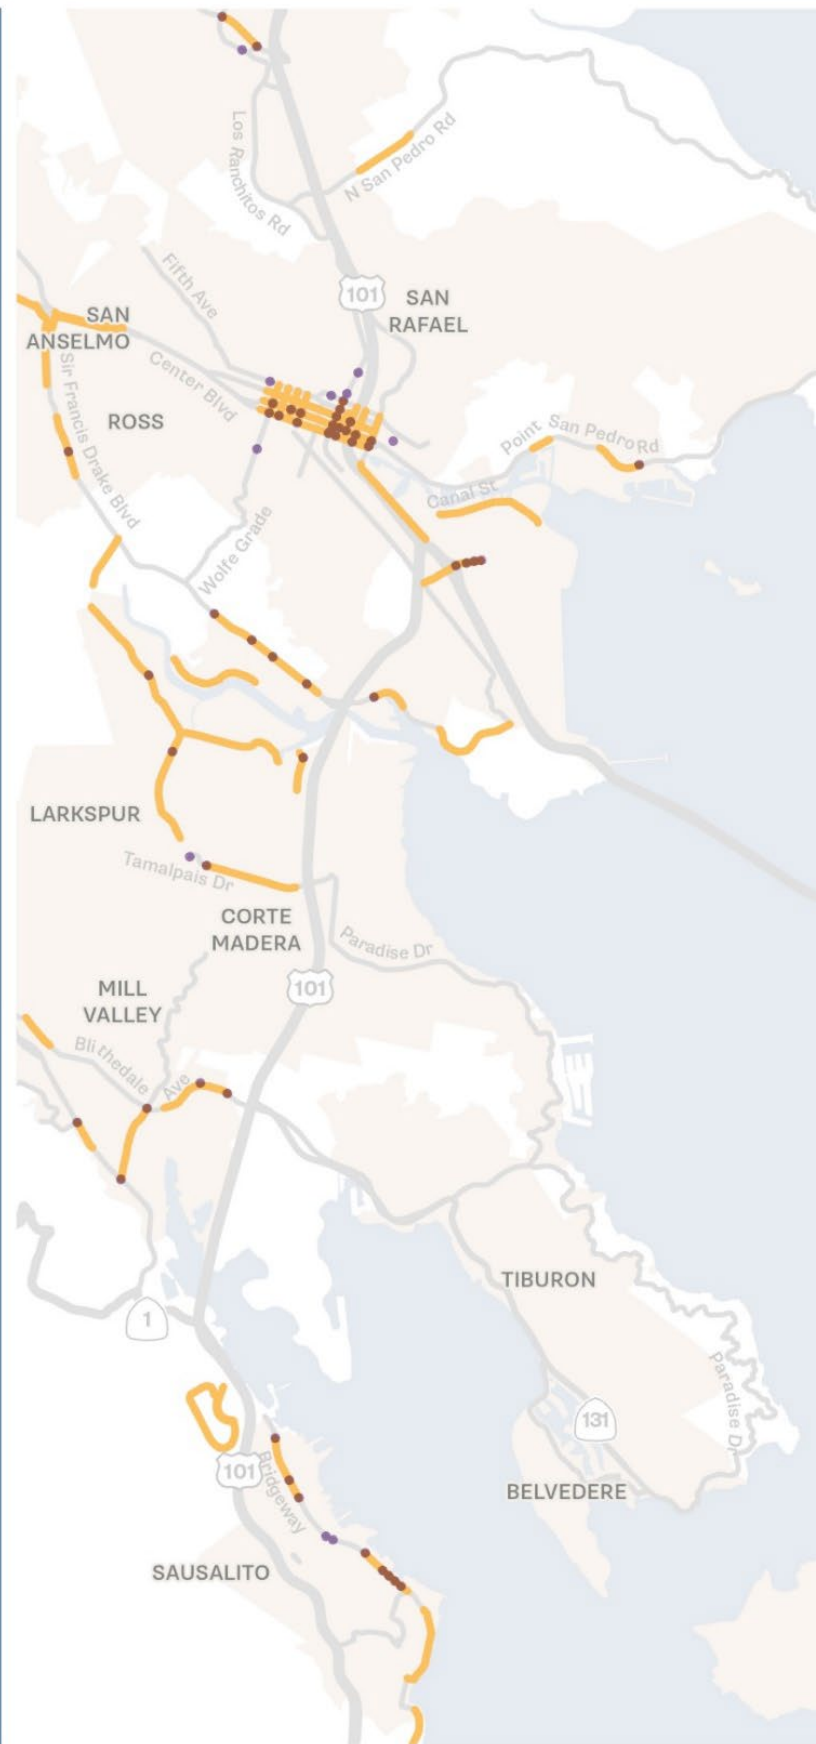 Los Ranchitos Rd
N San Pedro Rd
Fifth Ave
101
SAN
RAFAEL
SAN
ANSELMO
Center Blvd
Sir Francis Drake Blvd
ROSS
Point San Pedro Rd
Canal St
Wolfe Grade
LARKSPUR
Tamalpais Dr
CORTE
MADERA
Paradise Dr
101
MILL
VALLEY
Blithedale Ave
TIBURON
1
Paradise Dr
131
101
Bridgeway
BELVEDERE
SAUSALITO